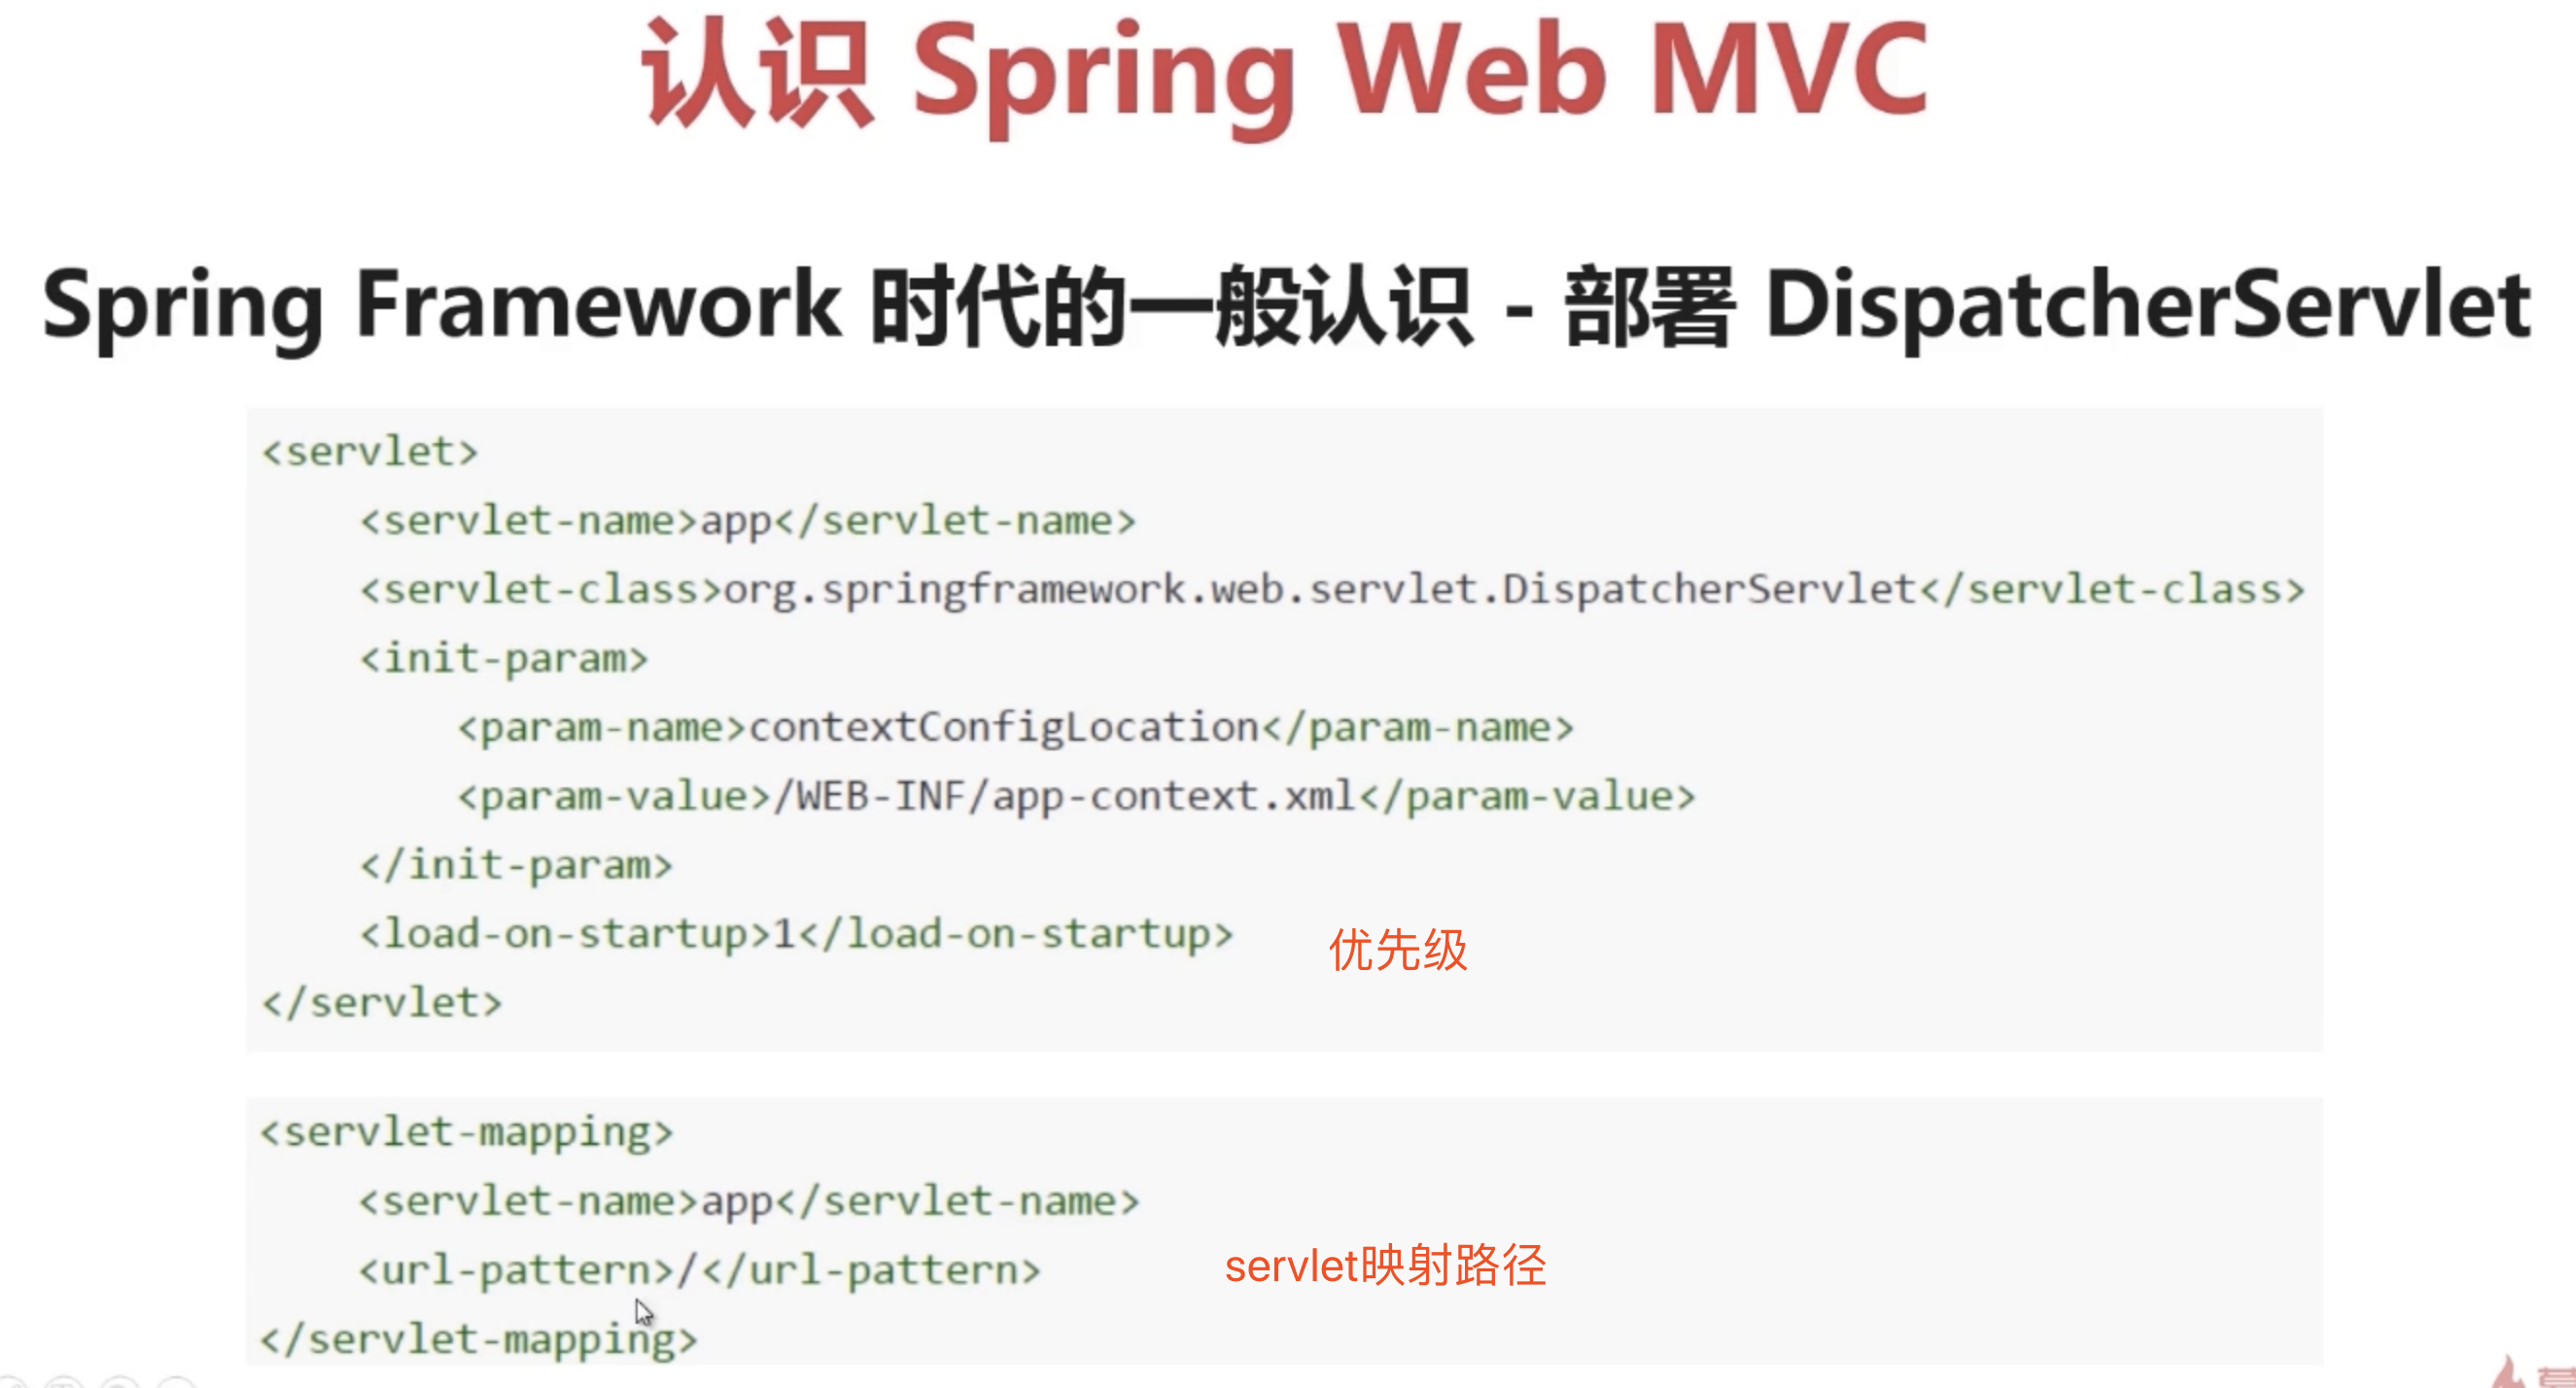 认识 Spring Web MVC
Spring Framework 时代的一般认识 - 部署 DispatcherServlet
<servlet>
<servlet-name>app</servlet-name>
<servlet-class>org.springframework.web.servlet.DispatcherServlet</servlet-class>
<init-param>
<param-name>contextConfigLocation</param-name>
<param-value>/WEB-INF/app-context.xml</param-value>
</init-param>
<load-on-startup>1</load-on-startup> 优先级
</servlet>
<servlet-mapping>
<servlet-name>app</servlet-name>
<url-pattern>/</url-pattern> servlet映射路径
</servlet-mapping>